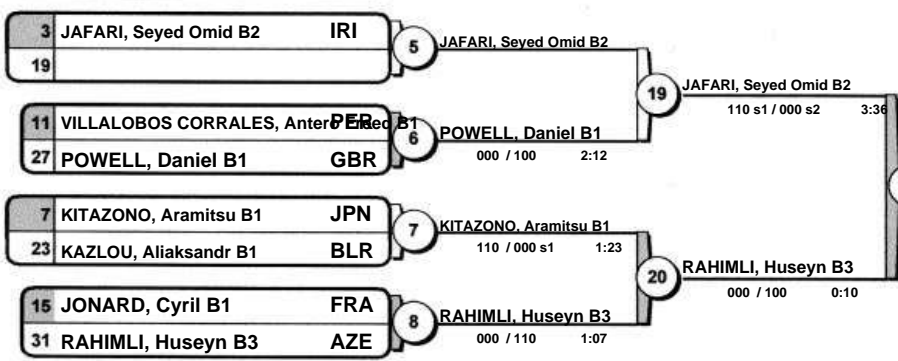 3 JAFARI, Seyed Omid B2 IRI
19
5
JAFARI, Seyed Omid B2
11 VILLALOBOS CORRALES, Antero B1 PER
27 POWELL, Daniel B1 GBR
6
POWELL, Daniel B1
000 / 100 2:12
19
JAFARI, Seyed Omid B2
110 s1 / 000 s2 3:36
7 KITAZONO, Aramitsu B1 JPN
23 KAZLOU, Aliaksandr B1 BLR
7
KITAZONO, Aramitsu B1
110 / 000 s1 1:23
15 JONARD, Cyril B1 FRA
31 RAHIMLI, Huseyn B3 AZE
8
RAHIMLI, Huseyn B3
000 / 110 1:07
20
RAHIMLI, Huseyn B3
000 / 100 0:10